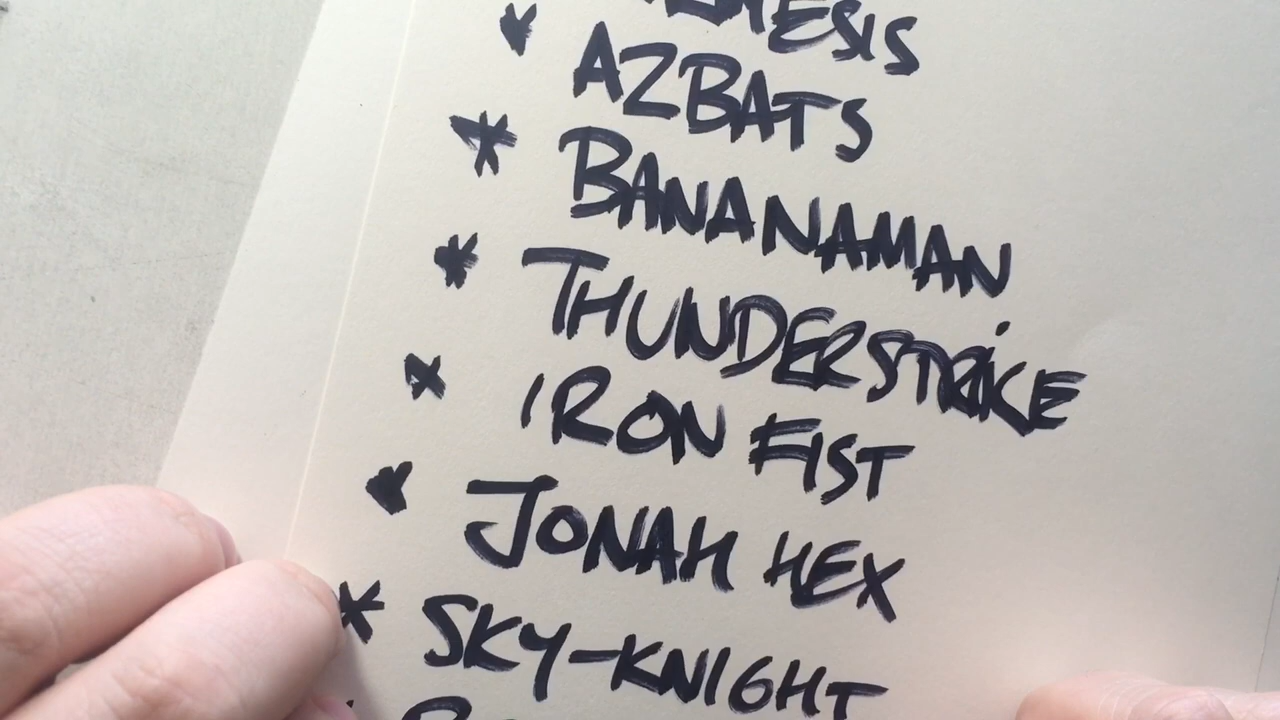 * AZBATS
* BANANAMAN
* THUNDERSTRIKE
* IRON FIST
* JONAH HEX
* SKY-KNIGHT